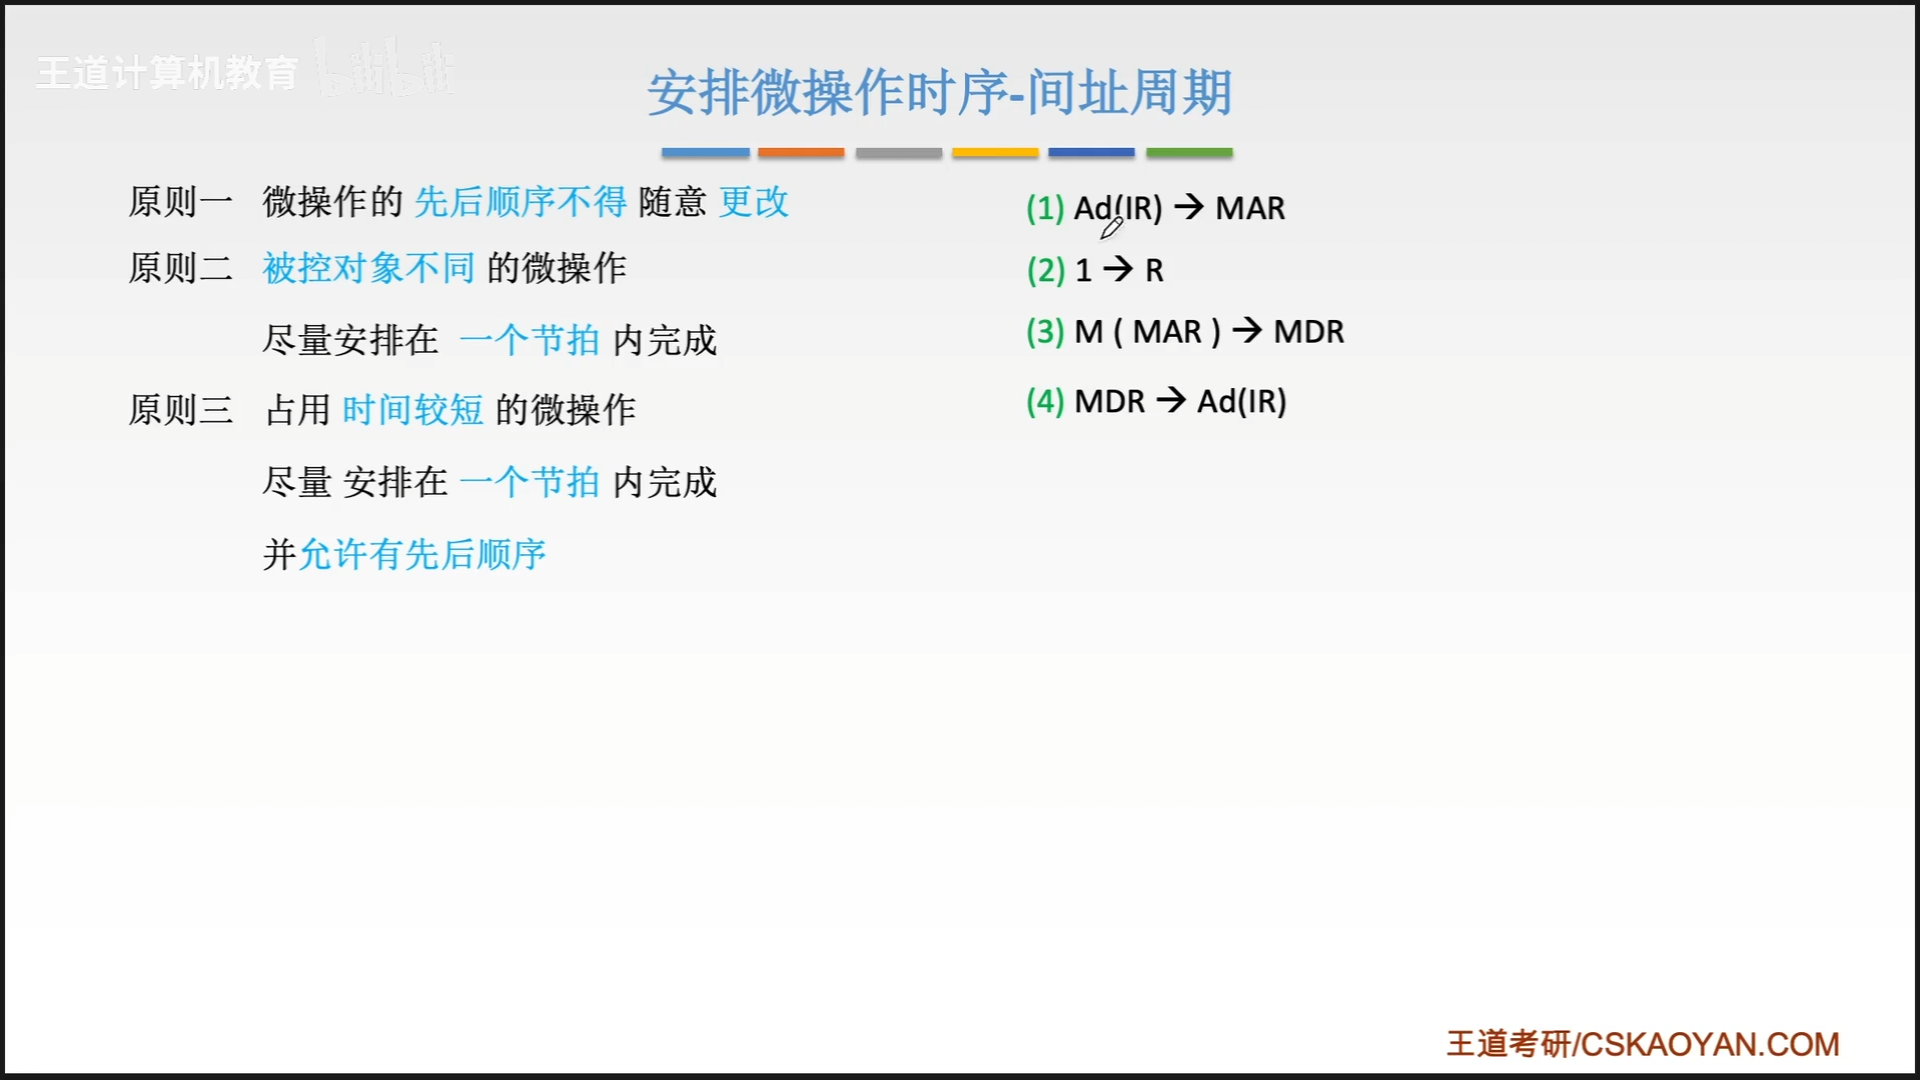 王道计算机教育 bilibili
安排微操作时序-间址周期
原则一 微操作的 先后顺序不得 随意 更改
原则二 被控对象不同 的微操作
尽量安排在 一个节拍 内完成
原则三 占用 时间较短 的微操作
尽量 安排在 一个节拍 内完成
并允许有先后顺序
(1) Ad(IR) → MAR
(2) 1 → R
(3) M ( MAR ) → MDR
(4) MDR → Ad(IR)
王道考研/CSKAOYAN.COM